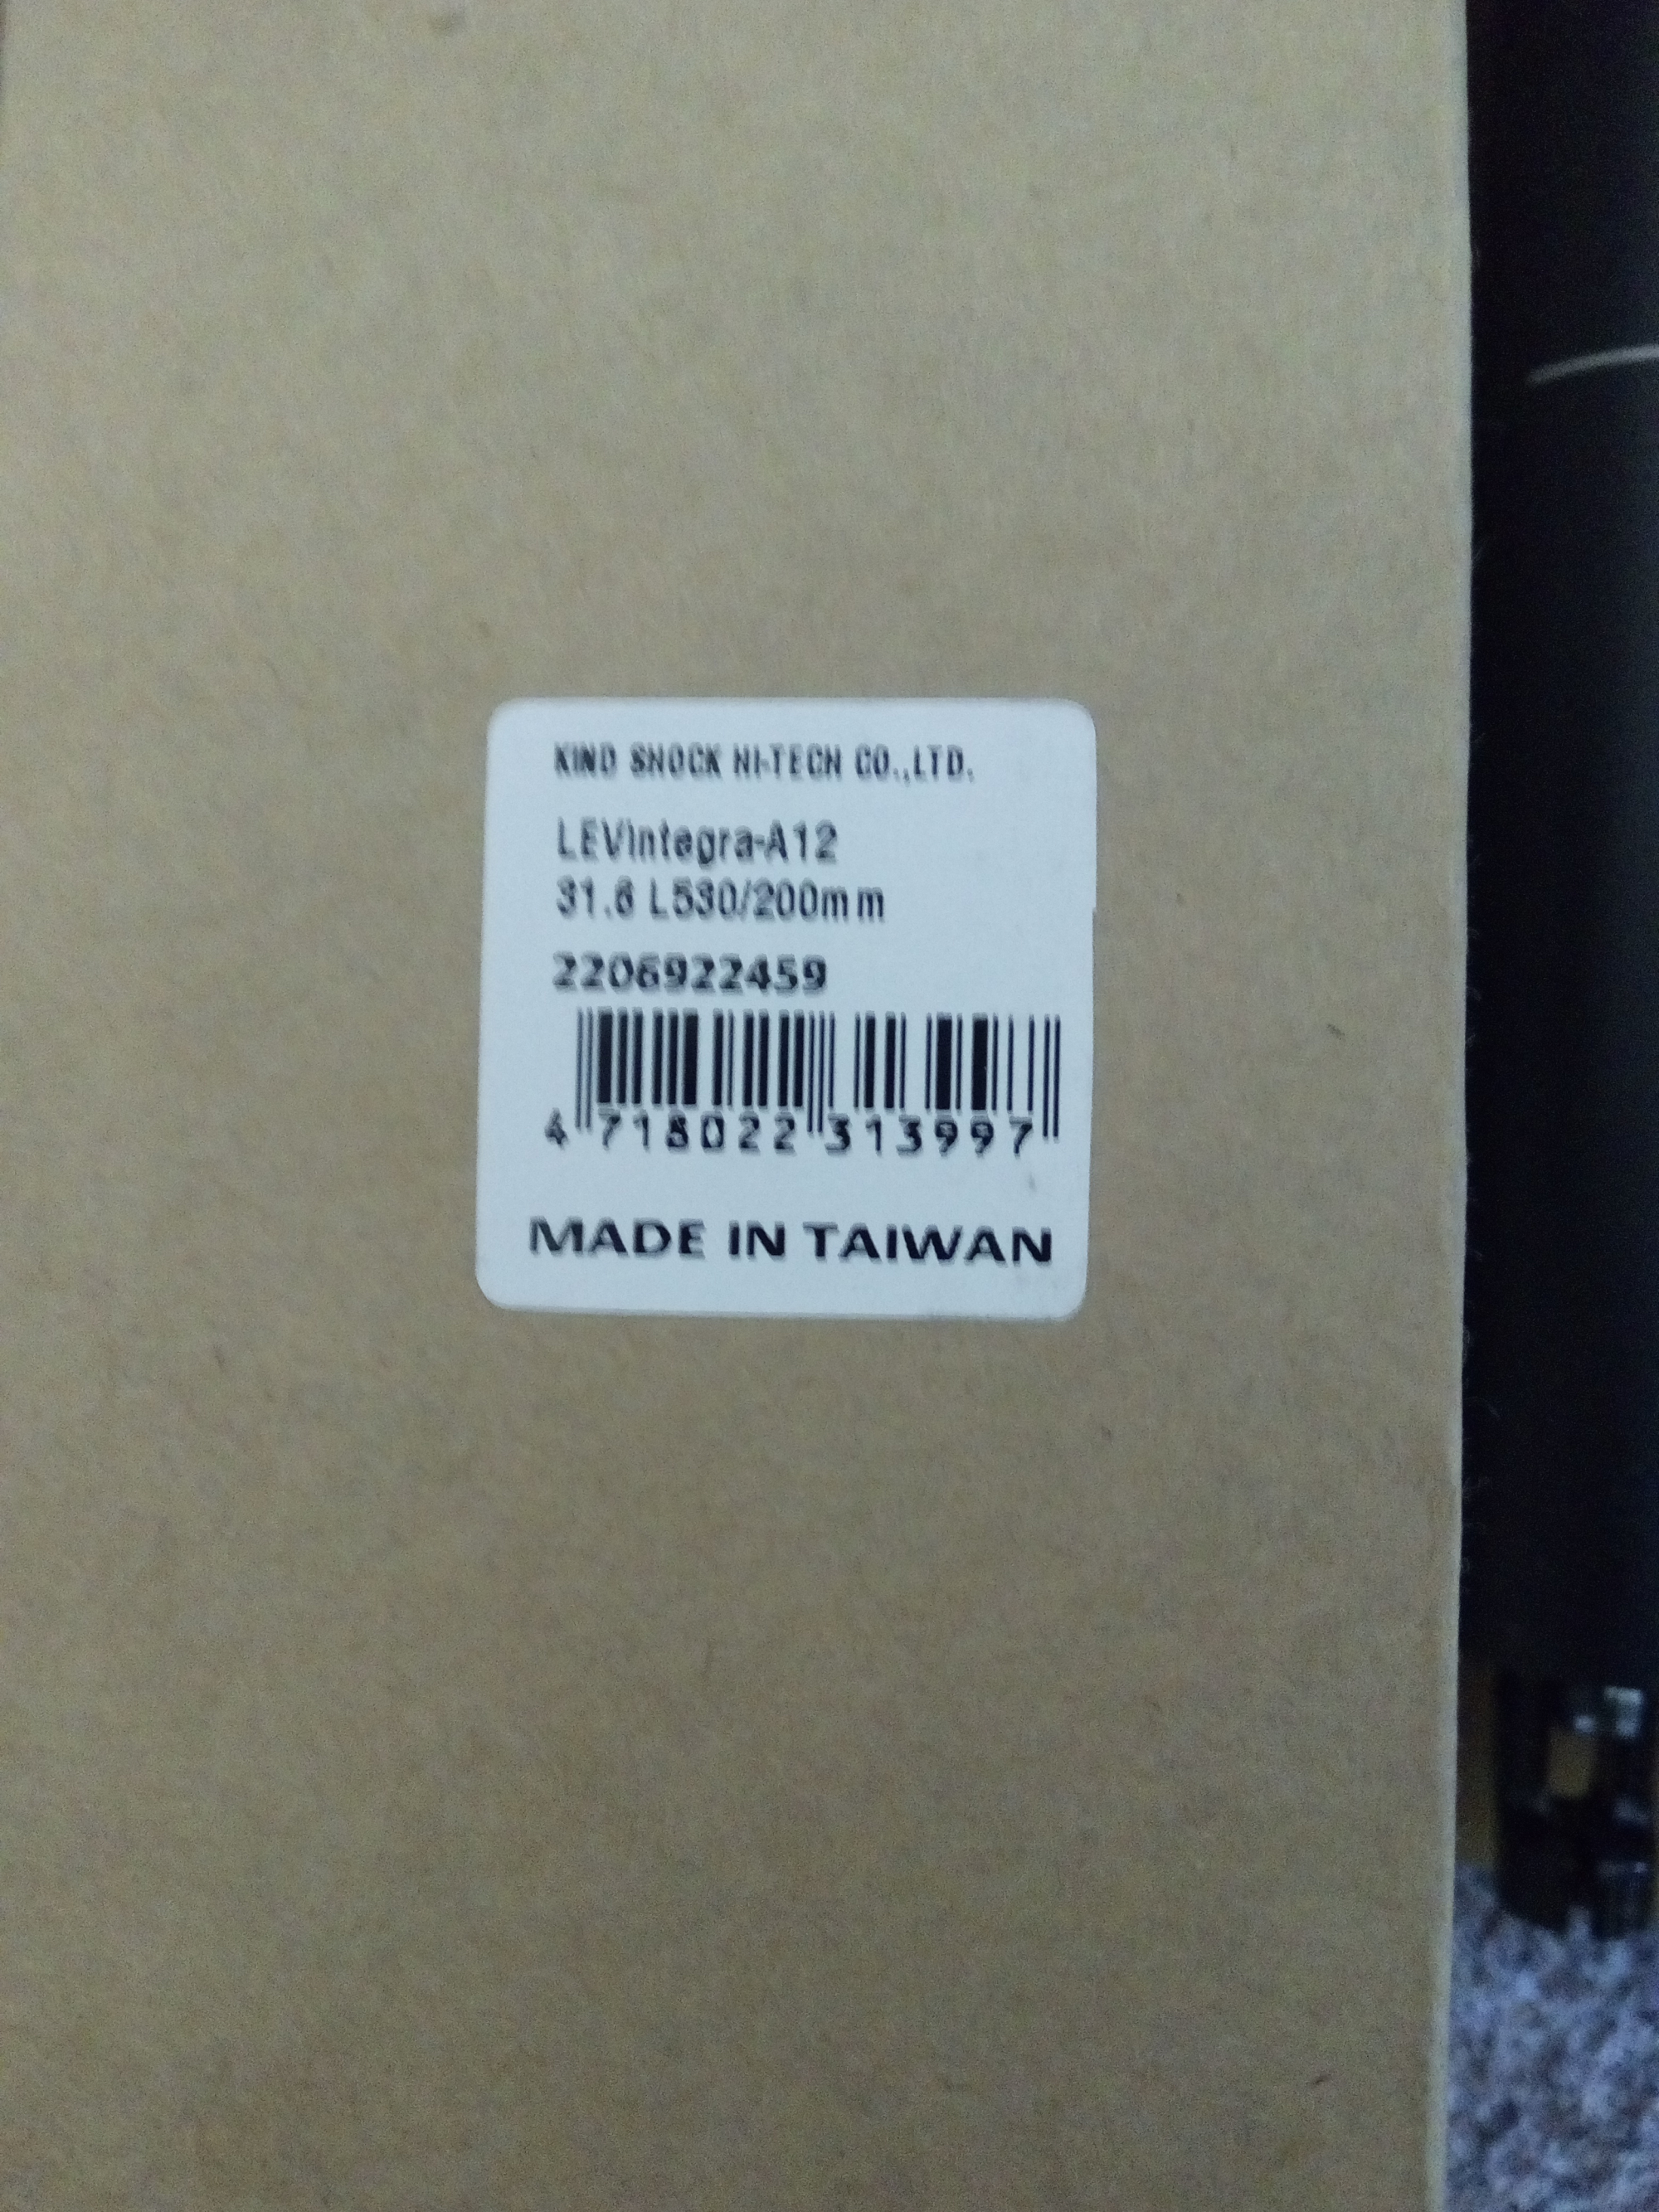 KIND SHOCK HI-TECH CO.,LTD.
LEVIntegra-A12
31.6 L530/200mm
2206922459
4 718022 313997
MADE IN TAIWAN